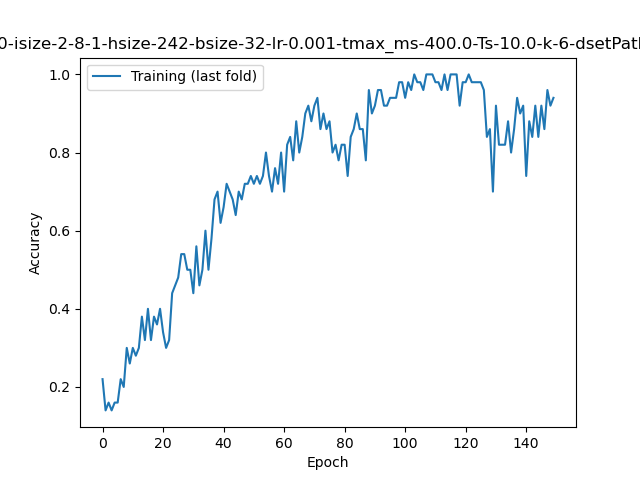 0-isize-2-8-1-hsize-242-bsize-32-lr-0.001-tmax_ms-400.0-Ts-10.0-k-6-dsetPath
Training (last fold)
1.0
0.8
0.6
0.4
0.2
Accuracy
0 20 40 60 80 100 120 140
Epoch